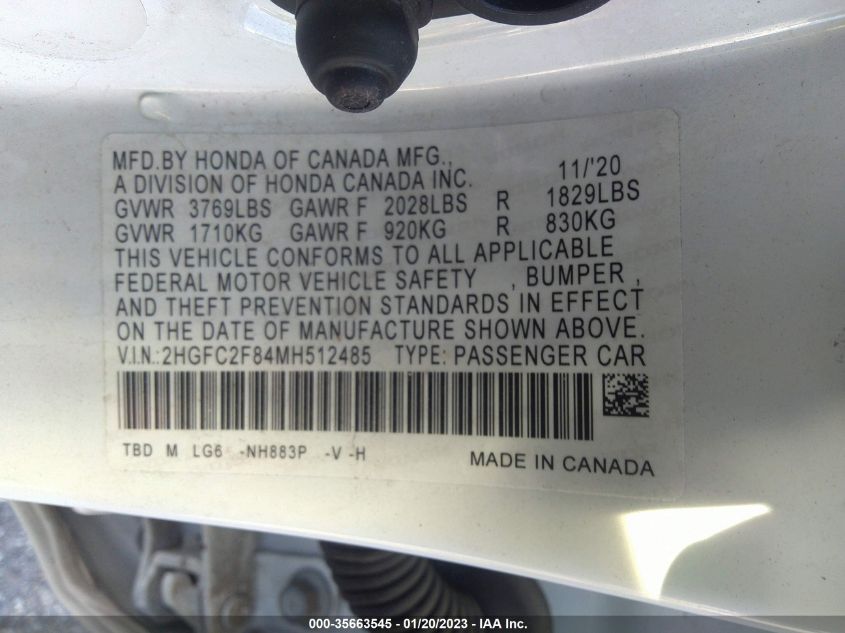 MFD.BY HONDA OF CANADA MFG., 11/'20
A DIVISION OF HONDA CANADA INC.
GVWR 3769LBS GAWR F 2028LBS R 1829LBS
GVWR 1710KG GAWR F 920KG R 830KG
THIS VEHICLE CONFORMS TO ALL APPLICABLE
FEDERAL MOTOR VEHICLE SAFETY , BUMPER ,
AND THEFT PREVENTION STANDARDS IN EFFECT
ON THE DATE OF MANUFACTURE SHOWN ABOVE.
V.I.N.:2HGFC2F84MH512485 TYPE: PASSENGER CAR
TBD M LG6 -NH883P -V -H
MADE IN CANADA
000-35663545 / 01/20/2023 - © IAA Inc.